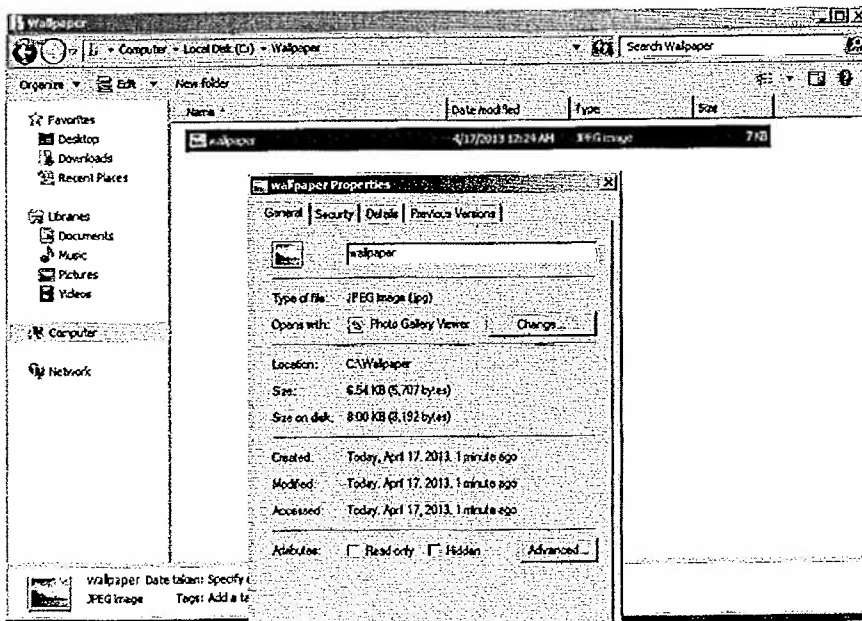 Wallpaper
Computer Local Disk (C:) Wallpaper
Search Wallpaper
Organize Edit New folder
Name Date modified Type Size
wallpaper 4/17/2013 12:24 AM JPEG image 7 KB
Favorites
Desktop
Downloads
Recent Places
Libraries
Documents
Music
Pictures
Videos
Computer
Network
wallpaper Properties
General Security Details Previous Versions
wallpaper
Type of file: JPEG image (.jpg)
Opens with: Photo Gallery Viewer Change...
Location: C:\Wallpaper
Size: 6.54 KB (5,707 bytes)
Size on disk: 8.00 KB (8,192 bytes)
Created: Today, April 17, 2013, 1 minute ago
Modified: Today, April 17, 2013, 1 minute ago
Accessed: Today, April 17, 2013, 1 minute ago
Attributes: Read-only Hidden Advanced...
Wallpaper Date taken: Specify
JPEG image Tags: Add a ta